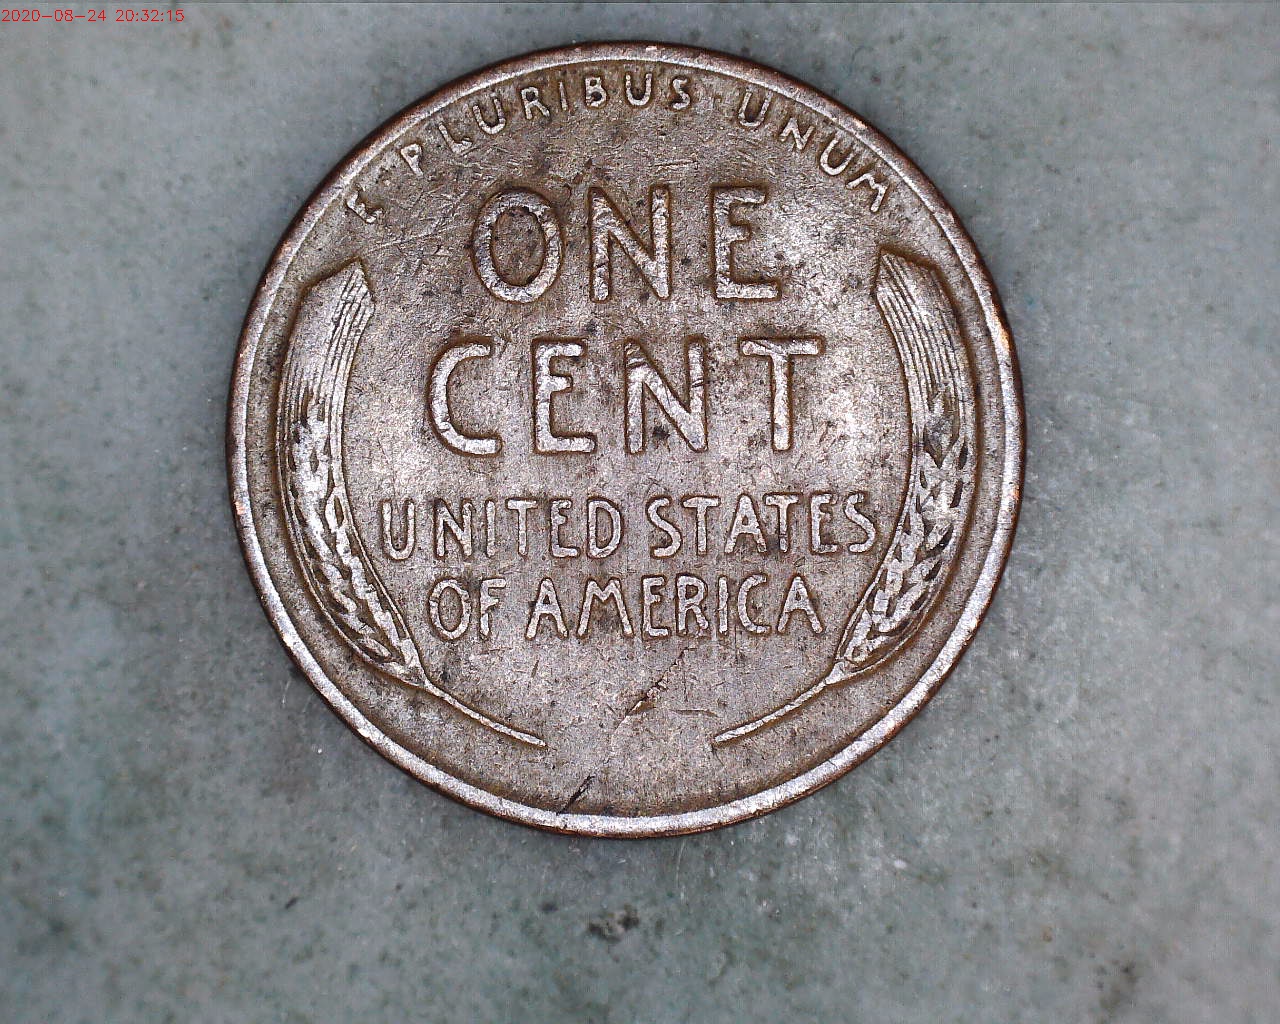 2020-08-24 20:32:15
E·PLURIBUS·UNUM
ONE
CENT
UNITED STATES
OF AMERICA